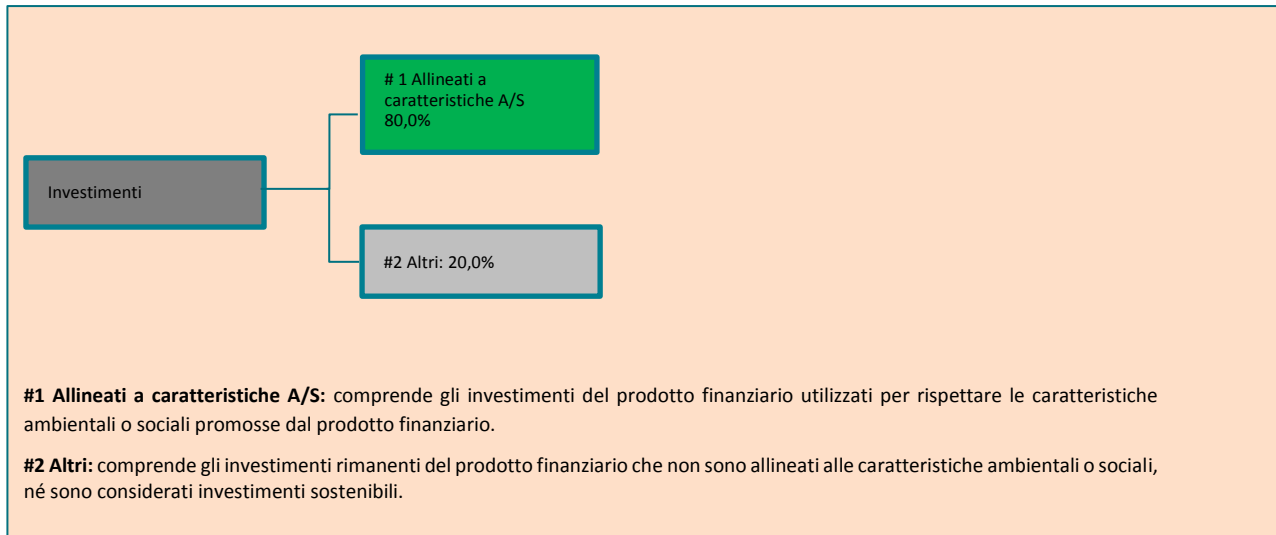 # 1 Allineati a
caratteristiche A/S
80,0%
Investimenti
#2 Altri: 20,0%
#1 Allineati a caratteristiche A/S: comprende gli investimenti del prodotto finanziario utilizzati per rispettare le caratteristiche
ambientali o sociali promosse dal prodotto finanziario.
#2 Altri: comprende gli investimenti rimanenti del prodotto finanziario che non sono allineati alle caratteristiche ambientali o sociali,
né sono considerati investimenti sostenibili.